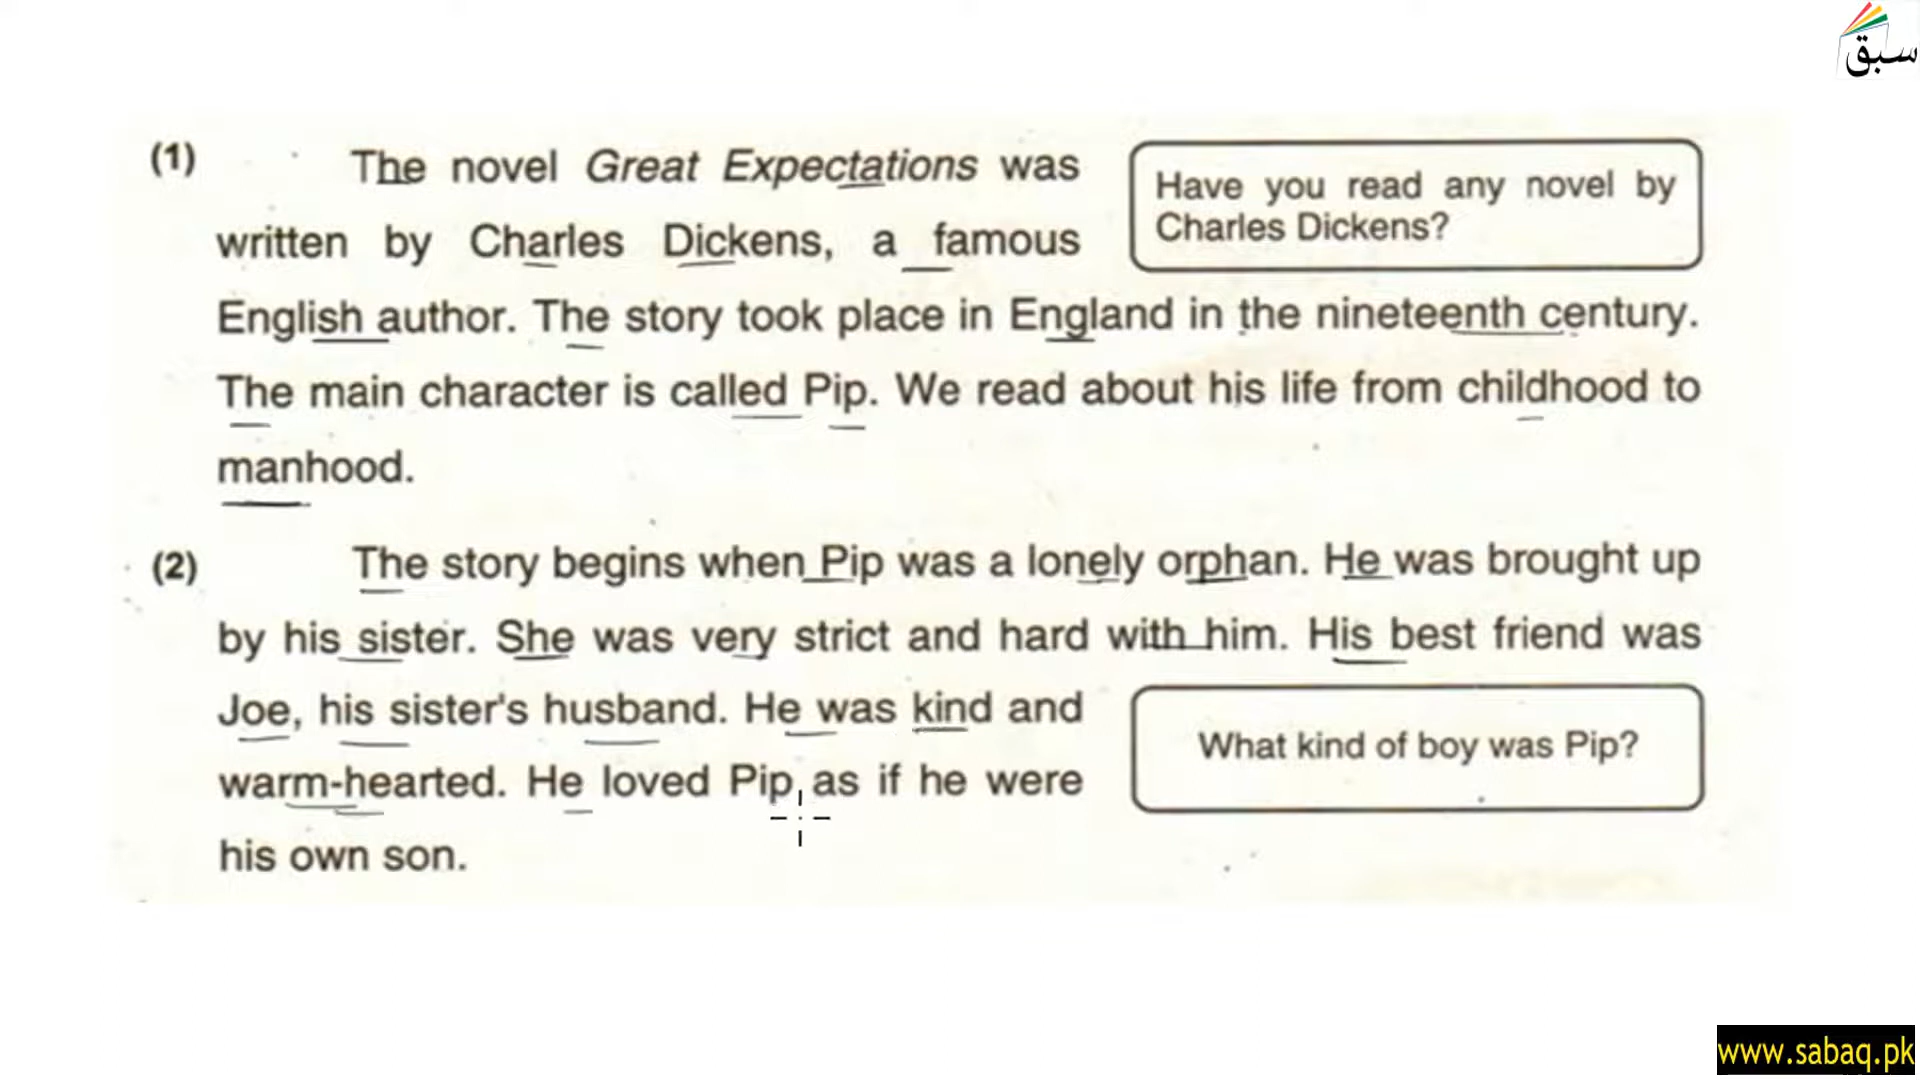 سبق
(1) The novel Great Expectations was
written by Charles Dickens, a famous
English author. The story took place in England in the nineteenth century.
The main character is called Pip. We read about his life from childhood to
manhood.
Have you read any novel by
Charles Dickens?
(2) The story begins when Pip was a lonely orphan. He was brought up
by his sister. She was very strict and hard with him. His best friend was
Joe, his sister's husband. He was kind and
warm-hearted. He loved Pip as if he were
his own son.
What kind of boy was Pip?
www.sabaq.pk